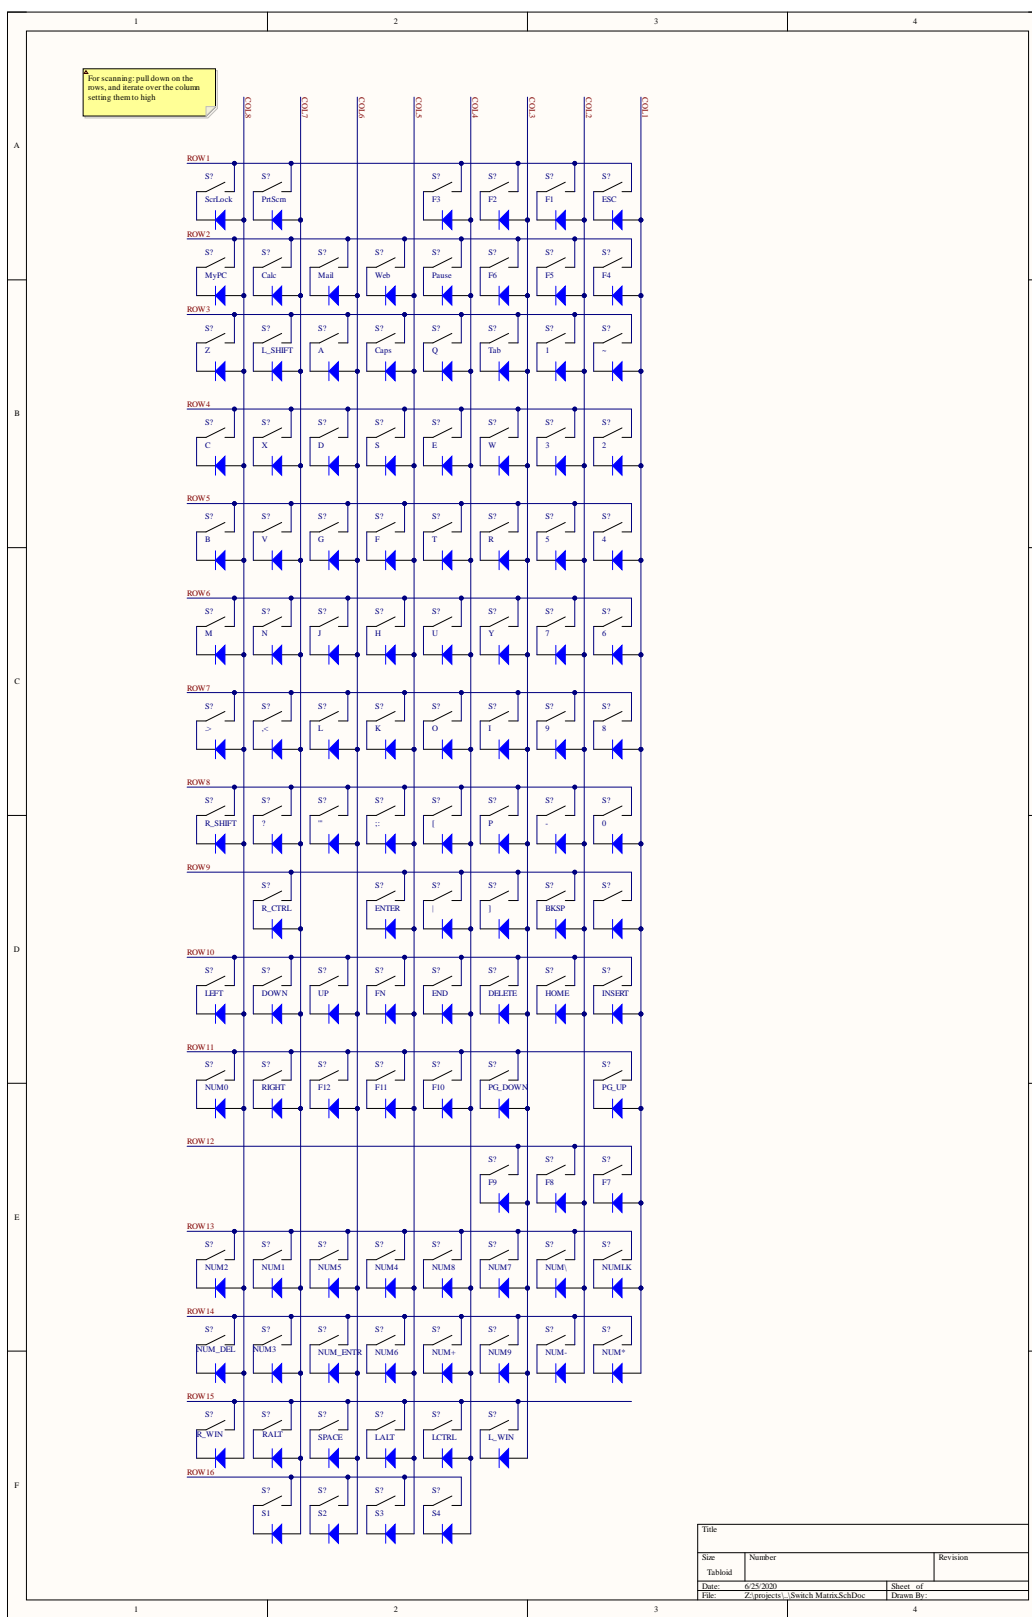 1 2 3 4
For scanning: pull down on the
rows, and iterate over the column
setting them to high
COL8 COL7 COL6 COL5 COL4 COL3 COL2 COL1
A
ROW1
S? S? S? S? S? S?
ScrLock PrtScrn F3 F2 F1 ESC
ROW2
S? S? S? S? S? S? S? S?
MyPC Calc Mail Web Pause F6 F5 F4
ROW3
S? S? S? S? S? S? S? S?
Z L_SHIFT A Caps Q Tab 1 ~
B
ROW4
S? S? S? S? S? S? S? S?
C X D S E W 3 2
ROW5
S? S? S? S? S? S? S? S?
B V G F T R 5 4
ROW6
S? S? S? S? S? S? S? S?
M N J H U Y 7 6
C
ROW7
S? S? S? S? S? S? S? S?
.> ,< L K O I 9 8
ROW8
S? S? S? S? S? S? S? S?
R_SHIFT ? '" ;: [ P - 0
ROW9
S? S? S? S? S? S?
R_CTRL ENTER | ] BKSP
D
ROW10
S? S? S? S? S? S? S? S?
LEFT DOWN UP FN END DELETE HOME INSERT
ROW11
S? S? S? S? S? S? S?
NUM0 RIGHT F12 F11 F10 PG_DOWN PG_UP
ROW12
S? S? S?
F9 F8 F7
E
ROW13
S? S? S? S? S? S? S? S?
NUM2 NUM1 NUM5 NUM4 NUM8 NUM7 NUM\ NUMLK
ROW14
S? S? S? S? S? S? S? S?
NUM_DEL NUM3 NUM_ENTR NUM6 NUM+ NUM9 NUM- NUM*
ROW15
S? S? S? S? S? S?
R_WIN RALT SPACE LALT LCTRL L_WIN
ROW16
F
S? S? S? S?
S1 S2 S3 S4
Title
Size Number Revision
Tabloid
Date: 6/25/2020 Sheet of
File: Z:\projects\..\Switch Matrix.SchDoc Drawn By:
1 2 3 4